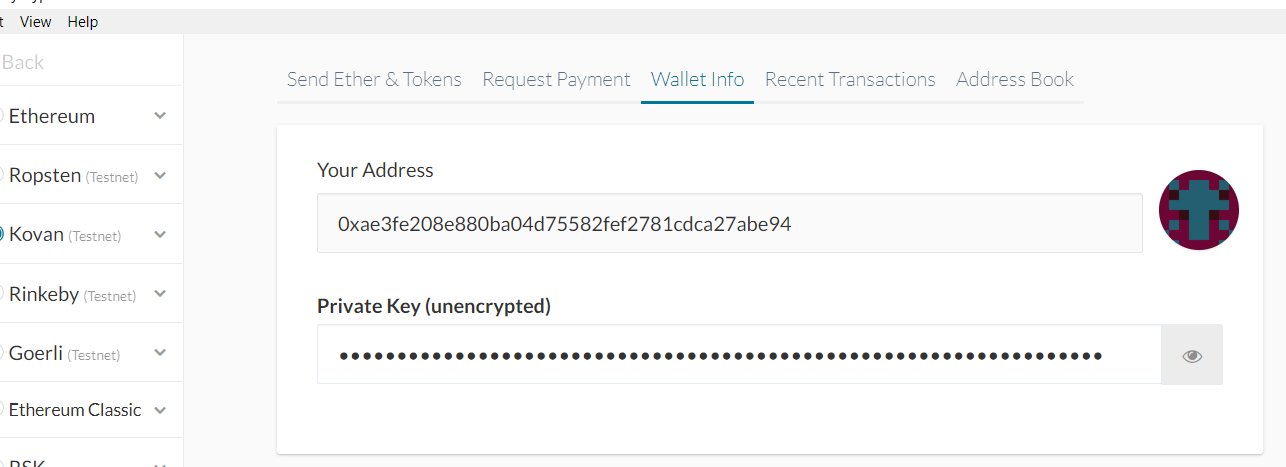 View Help
Back
Send Ether & Tokens Request Payment Wallet Info Recent Transactions Address Book
Ethereum
Ropsten (Testnet)
Kovan (Testnet)
Rinkeby (Testnet)
Goerli (Testnet)
Ethereum Classic
RSK
Your Address
0xae3fe208e880ba04d75582fef2781cdca27abe94
Private Key (unencrypted)